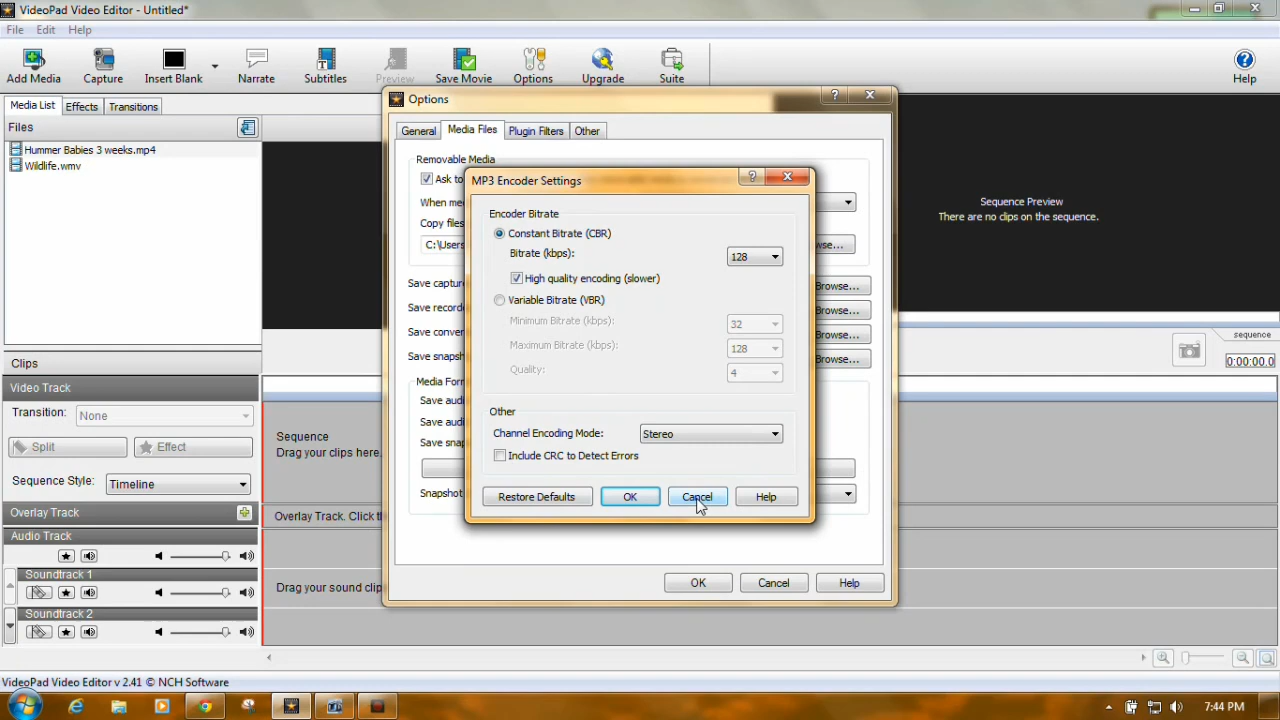 VideoPad Video Editor - Untitled*
File Edit Help
Add Media Capture Insert Blank Narrate Subtitles Preview Save Movie Options Upgrade Suite Help
Media List Effects Transitions
Files
Hummer Babies 3 weeks.mp4
Wildlife.wmv
Clips
Video Track
Transition: None
Split Effect
Sequence Style: Timeline
Overlay Track
Audio Track
Soundtrack 1
Soundtrack 2
Sequence
Drag your clips here.
Overlay Track. Click th
Drag your sound clip
Sequence Preview
There are no clips on the sequence.
sequence
0:00:00.0
Options
General Media Files Plugin Filters Other
Removable Media
Ask to
When me
Copy files
C:\Users
wse...
Save captur
Browse...
Save record
Browse...
Save conver
Browse...
Save snaps
Browse...
Media Form
Save audi
Save audi
Save snap
Snapshot
OK Cancel Help
MP3 Encoder Settings
Encoder Bitrate
Constant Bitrate (CBR)
Bitrate (kbps): 128
High quality encoding (slower)
Variable Bitrate (VBR)
Minimum Bitrate (kbps): 32
Maximum Bitrate (kbps): 128
Quality: 4
Other
Channel Encoding Mode: Stereo
Include CRC to Detect Errors
Restore Defaults OK Cancel Help
VideoPad Video Editor v 2.41 © NCH Software
7:44 PM